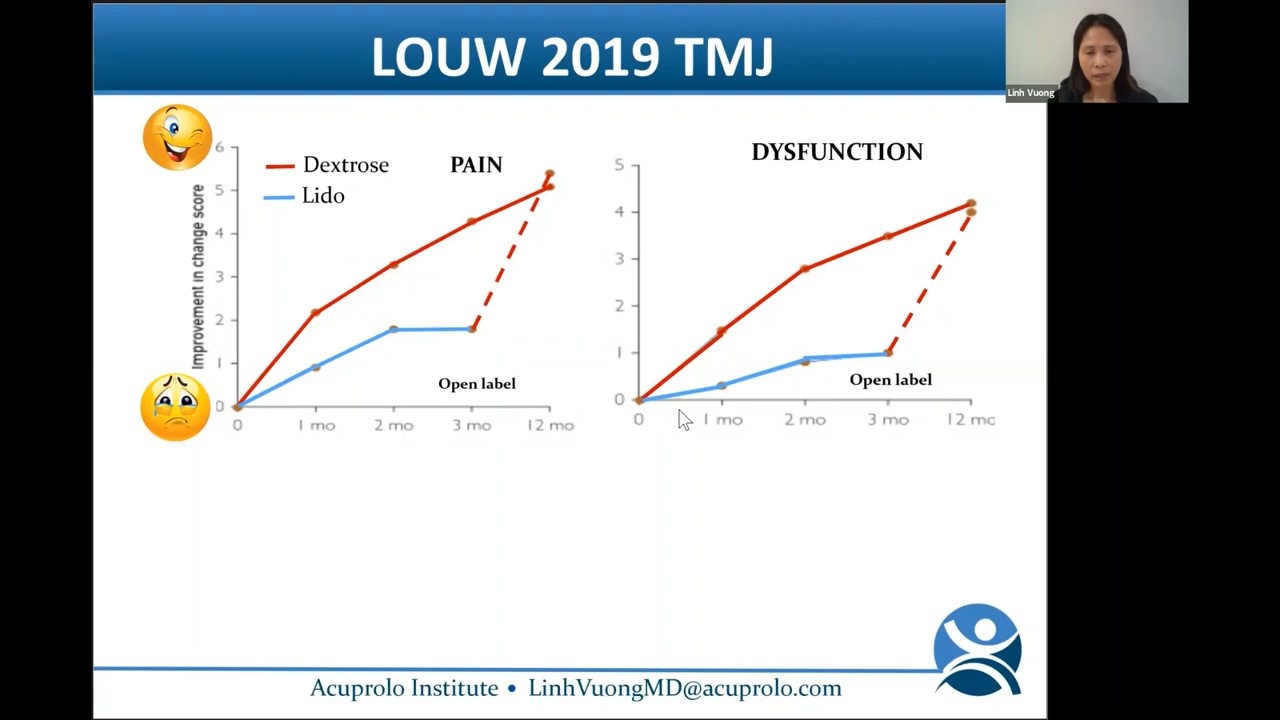 LOUW 2019 TMJ
Linh Vuong
Dextrose
Lido
PAIN
Improvement in change score
6
5
4
3
2
1
0
Open label
0
1 mo
2 mo
3 mo
12 mo
DYSFUNCTION
5
4
3
2
1
0
Open label
0
1 mo
2 mo
3 mo
12 mc
Acuprolo Institute • LinhVuongMD@acuprolo.com